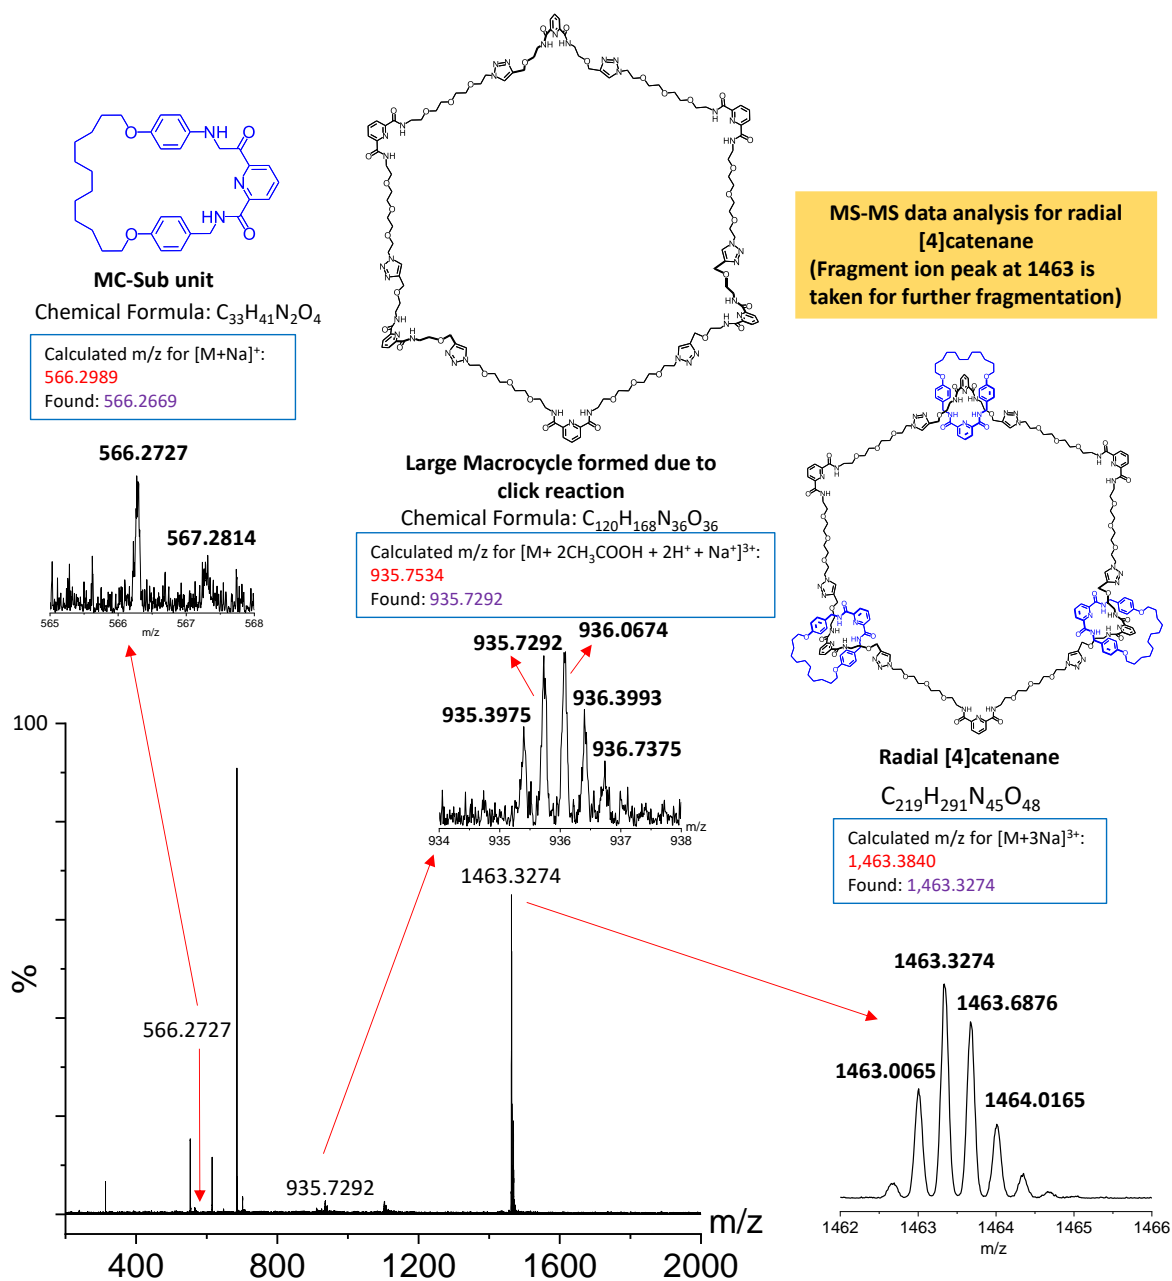 MC-Sub unit
Chemical Formula: C₃₃H₄₁N₂O₄
Calculated m/z for [M+Na]⁺:
566.2989
Found: 566.2669
566.2727
567.2814
565 566 567 568
m/z
Large Macrocycle formed due to
click reaction
Chemical Formula: C₁₂₀H₁₆₈N₃₆O₃₆
Calculated m/z for [M+ 2CH₃COOH + 2H⁺ + Na⁺]³⁺:
935.7534
Found: 935.7292
935.7292
936.0674
935.3975
936.3993
936.7375
934 935 936 937 938
m/z
MS-MS data analysis for radial
[4]catenane
(Fragment ion peak at 1463 is
taken for further fragmentation)
Radial [4]catenane
C₂₁₉H₂₉₁N₄₅O₄₈
Calculated m/z for [M+3Na]³⁺:
1,463.3840
Found: 1,463.3274
1463.3274
1463.6876
1463.0065
1464.0165
1462 1463 1464 1465 1466
m/z
100
%
566.2727
935.7292
1463.3274
m/z
400 800 1200 1600 2000